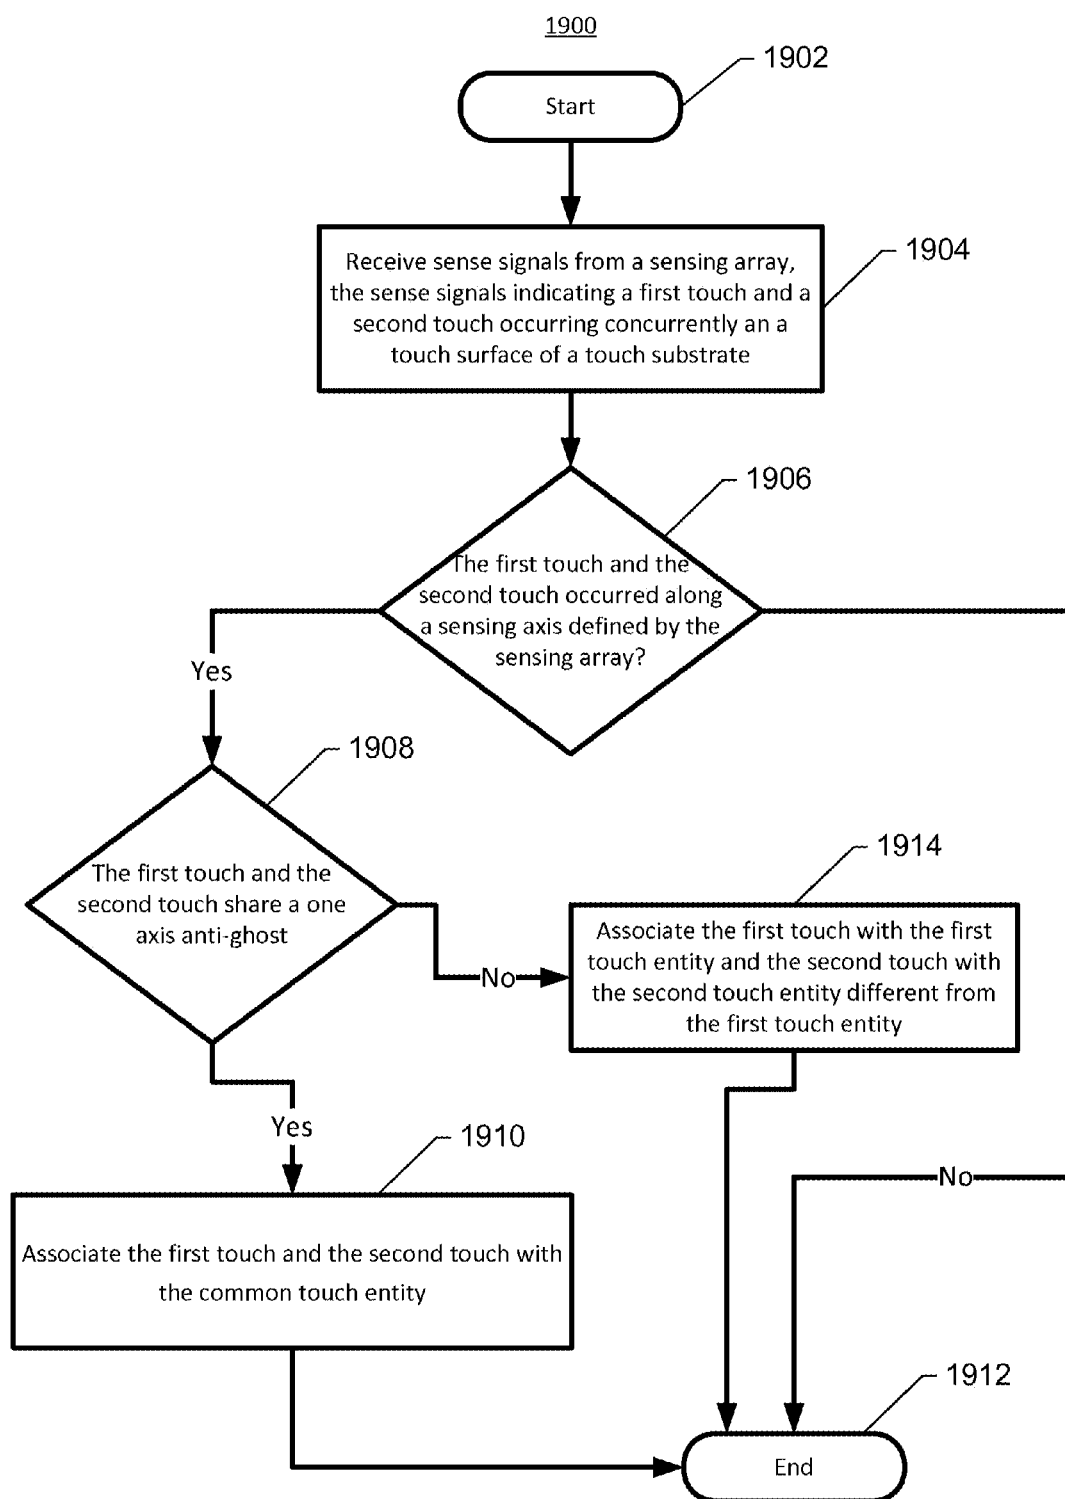 1900
1902
Start
1904
Receive sense signals from a sensing array,
the sense signals indicating a first touch and a
second touch occurring concurrently an a
touch surface of a touch substrate
1906
The first touch and the
second touch occurred along
a sensing axis defined by the
sensing array?
Yes
1908
The first touch and the
second touch share a one
axis anti-ghost
1914
Associate the first touch with the first
touch entity and the second touch with
the second touch entity different from
the first touch entity
No
Yes
1910
Associate the first touch and the second touch with
the common touch entity
No
1912
End